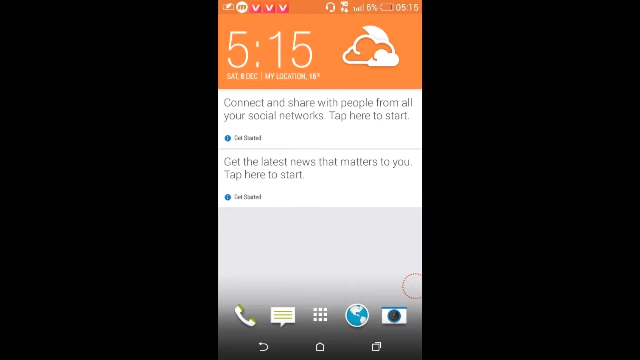 6% 05:15
5:15
SAT, 8 DEC | MY LOCATION, 16°
Connect and share with people from all
your social networks. Tap here to start.
Get Started
Get the latest news that matters to you.
Tap here to start.
Get Started